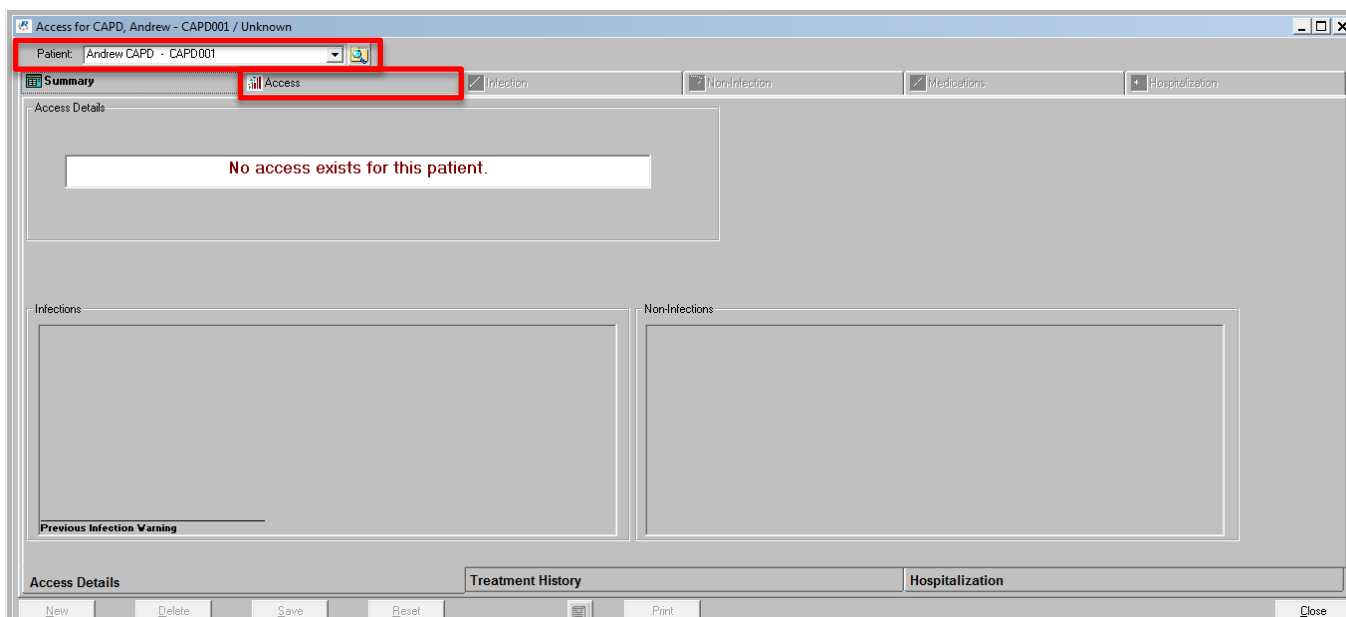 Access for CAPD, Andrew - CAPD001 / Unknown
Patient: Andrew CAPD - CAPD001
Summary Access Infection Non-Infection Medications Hospitalization
Access Details
No access exists for this patient.
Infections Non-Infections
Previous Infection Warning
Access Details Treatment History Hospitalization
New Delete Save Reset Print Close